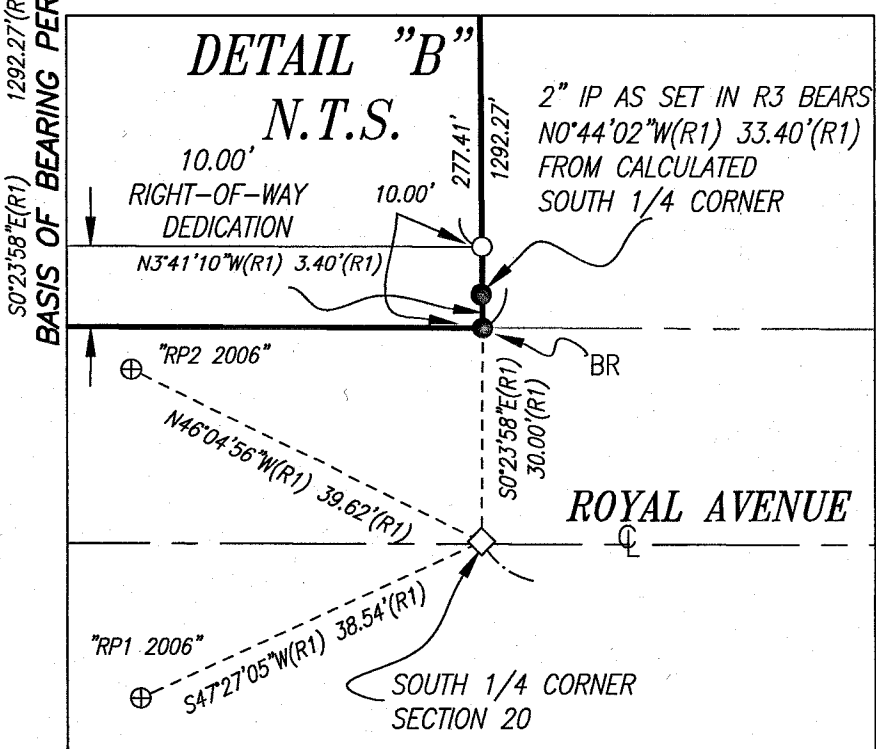 S0°23'58"E(R1) 1292.27'(R
BASIS OF BEARING PER
DETAIL "B"
N.T.S.
277.41'
1292.27'
2" IP AS SET IN R3 BEARS
N0°44'02"W(R1) 33.40'(R1)
FROM CALCULATED
SOUTH 1/4 CORNER
10.00'
RIGHT-OF-WAY
DEDICATION
10.00'
N3°41'10"W(R1) 3.40'(R1)
"RP2 2006"
BR
S0°23'58"E(R1)
30.00'(R1)
N46°04'56"W(R1) 39.62'(R1)
ROYAL AVENUE
CL
"RP1 2006"
S47°27'05"W(R1) 38.54'(R1)
SOUTH 1/4 CORNER
SECTION 20